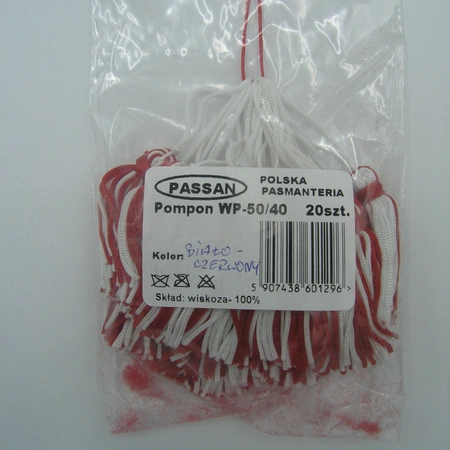 PASSAN
POLSKA
PASMANTERIA
Pompon WP-50/40 20szt.
Kolor: BIAŁO -
CZERWONY
5 907438 601296 >
Skład: wiskoza- 100%